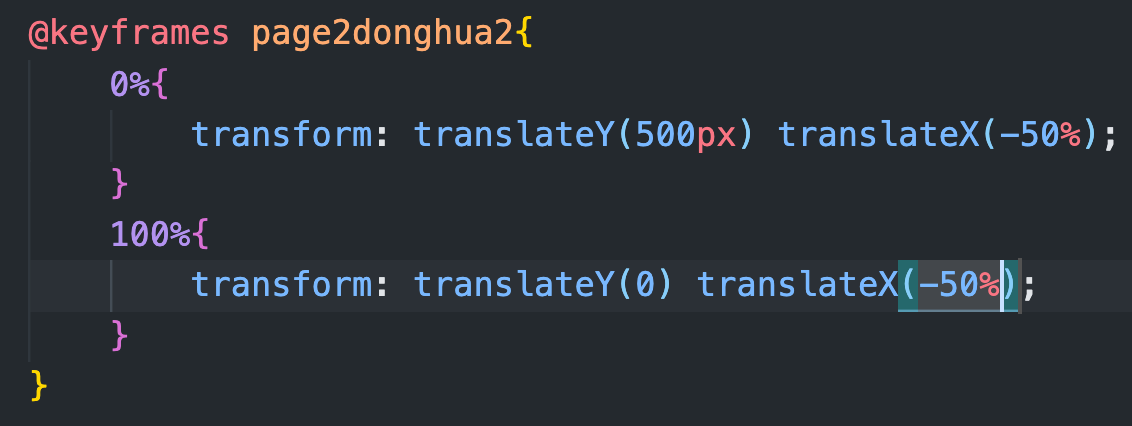 @keyframes page2donghua2{
    0%{
        transform: translateY(500px) translateX(-50%);
    }
    100%{
        transform: translateY(0) translateX(-50%);
    }
}